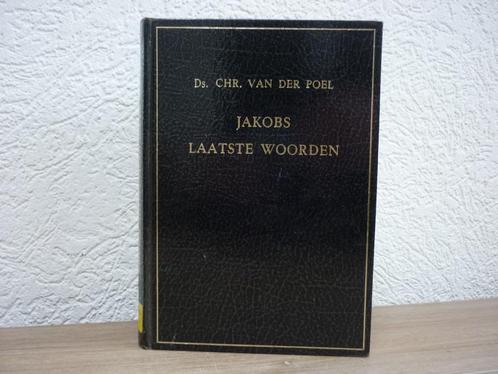 Ds. CHR. VAN DER POEL
JAKOBS
LAATSTE WOORDEN